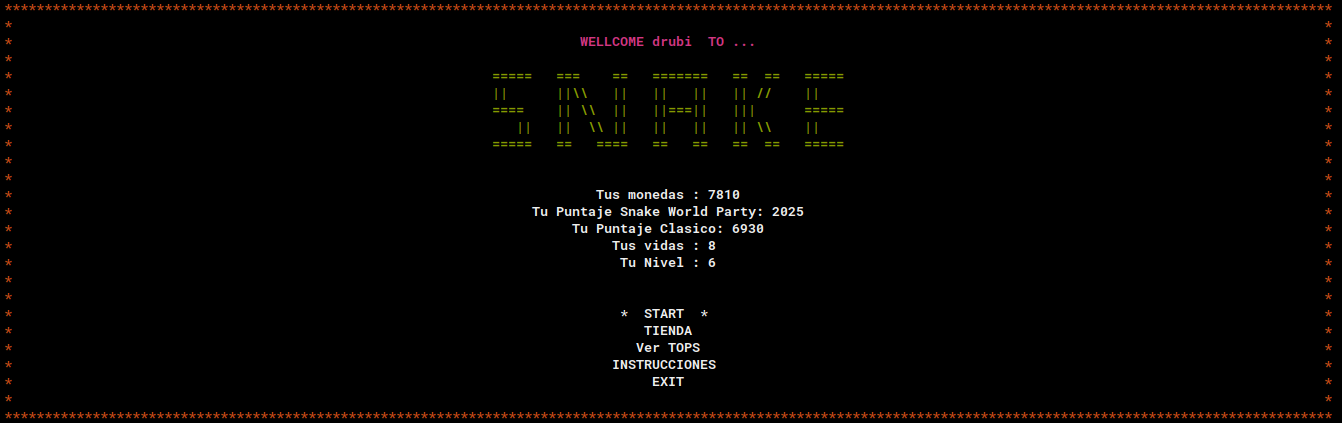 WELLCOME drubi TO ...
SNAKE
Tus monedas : 7810
Tu Puntaje Snake World Party: 2025
Tu Puntaje Clasico: 6930
Tus vidas : 8
Tu Nivel : 6
* START *
TIENDA
Ver TOPS
INSTRUCCIONES
EXIT